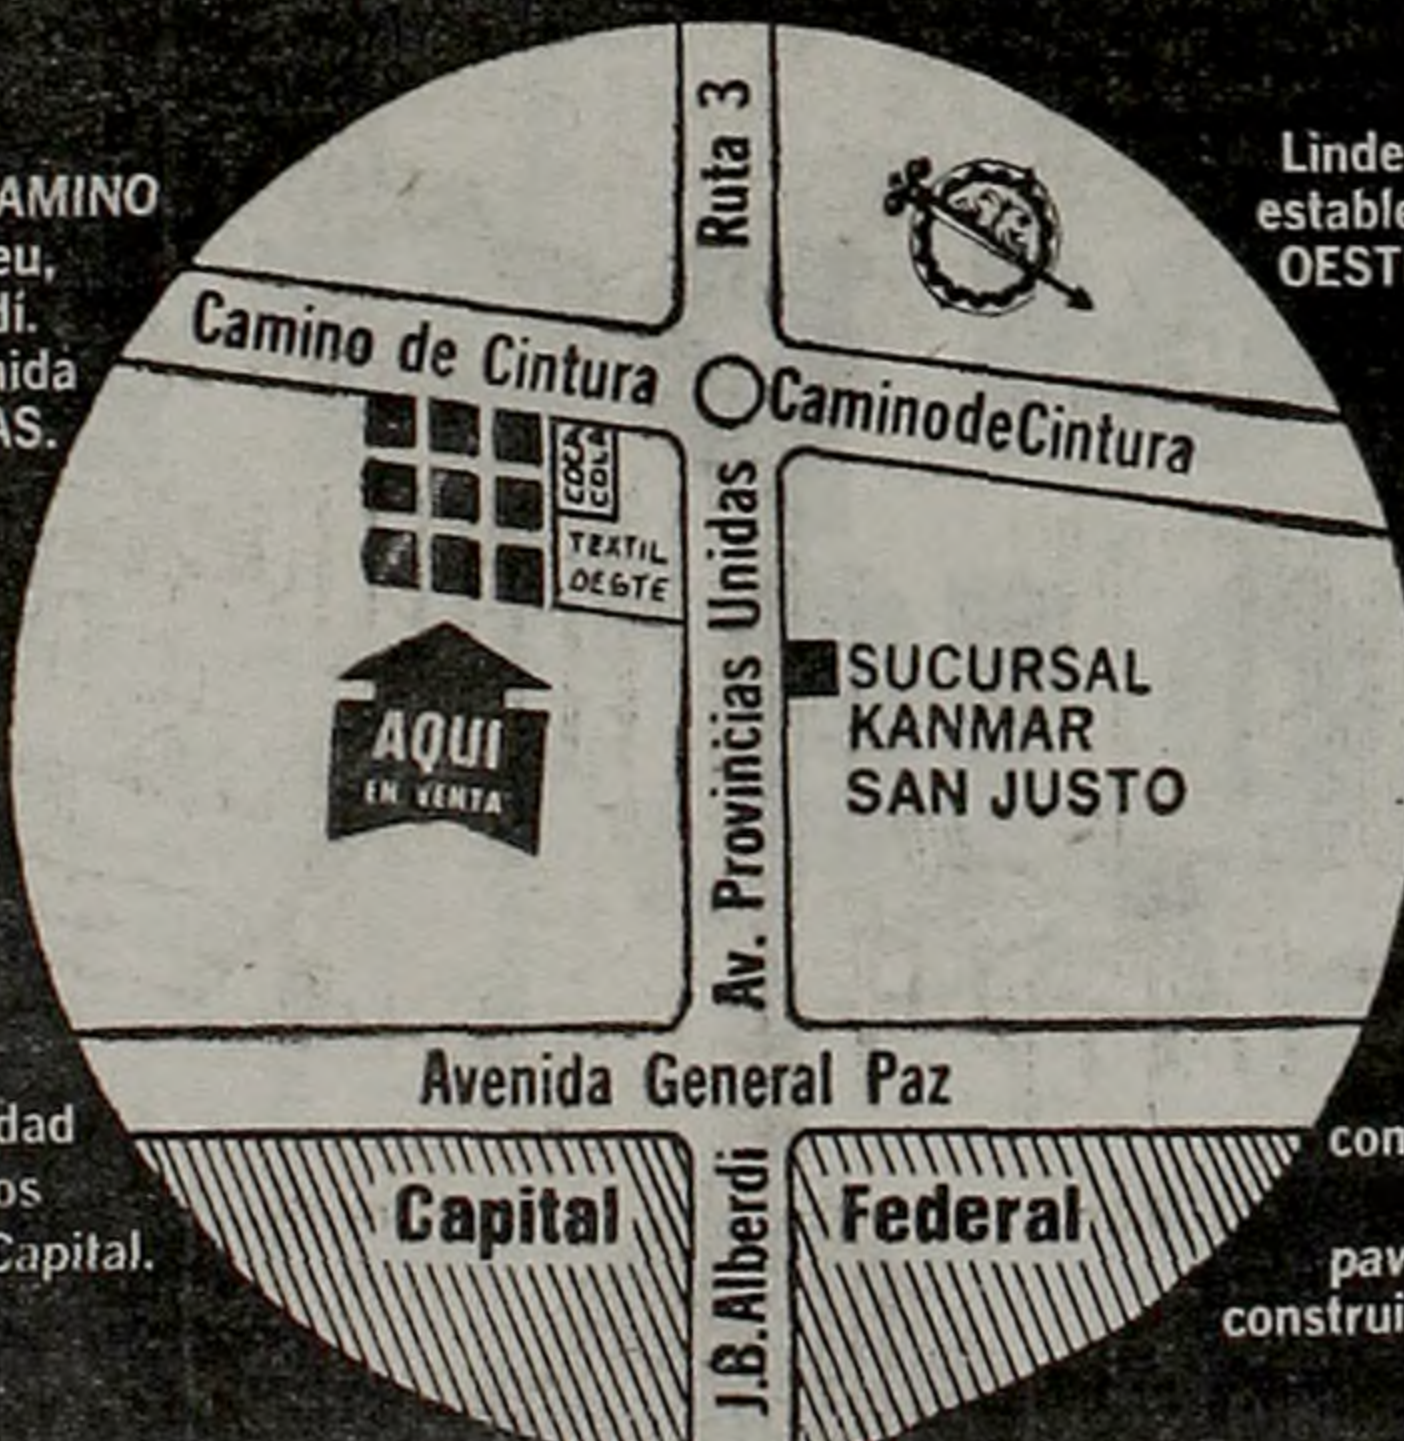 AMINO
eu,
di.
nida
AS.
Linde
estable
OEST
Ruta 3
Camino de Cintura
CaminodeCintura
COCA
COLA
TEXTIL
OESTE
Av. Provinicias Unidas
SUCURSAL
KANMAR
SAN JUSTO
AQUI
EN VENTA
Avenida General Paz
dad
os
Capital.
con
pav
construi
Capital
Federal
J.B.Alberdi